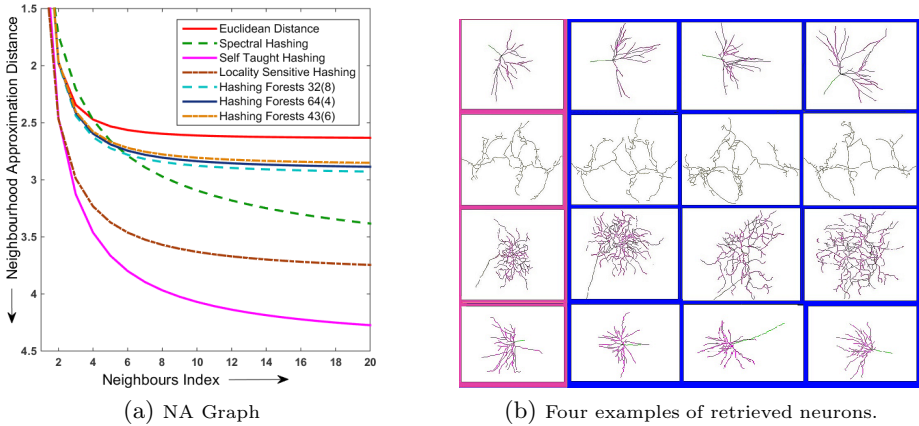 Neighbourhood Approximation Distance
1.5
2
2.5
3
3.5
4
4.5
Euclidean Distance
Spectral Hashing
Self Taught Hashing
Locality Sensitive Hashing
Hashing Forests 32(8)
Hashing Forests 64(4)
Hashing Forests 43(6)
2 4 6 8 10 12 14 16 18 20
Neighbours Index
(a) NA Graph
(b) Four examples of retrieved neurons.